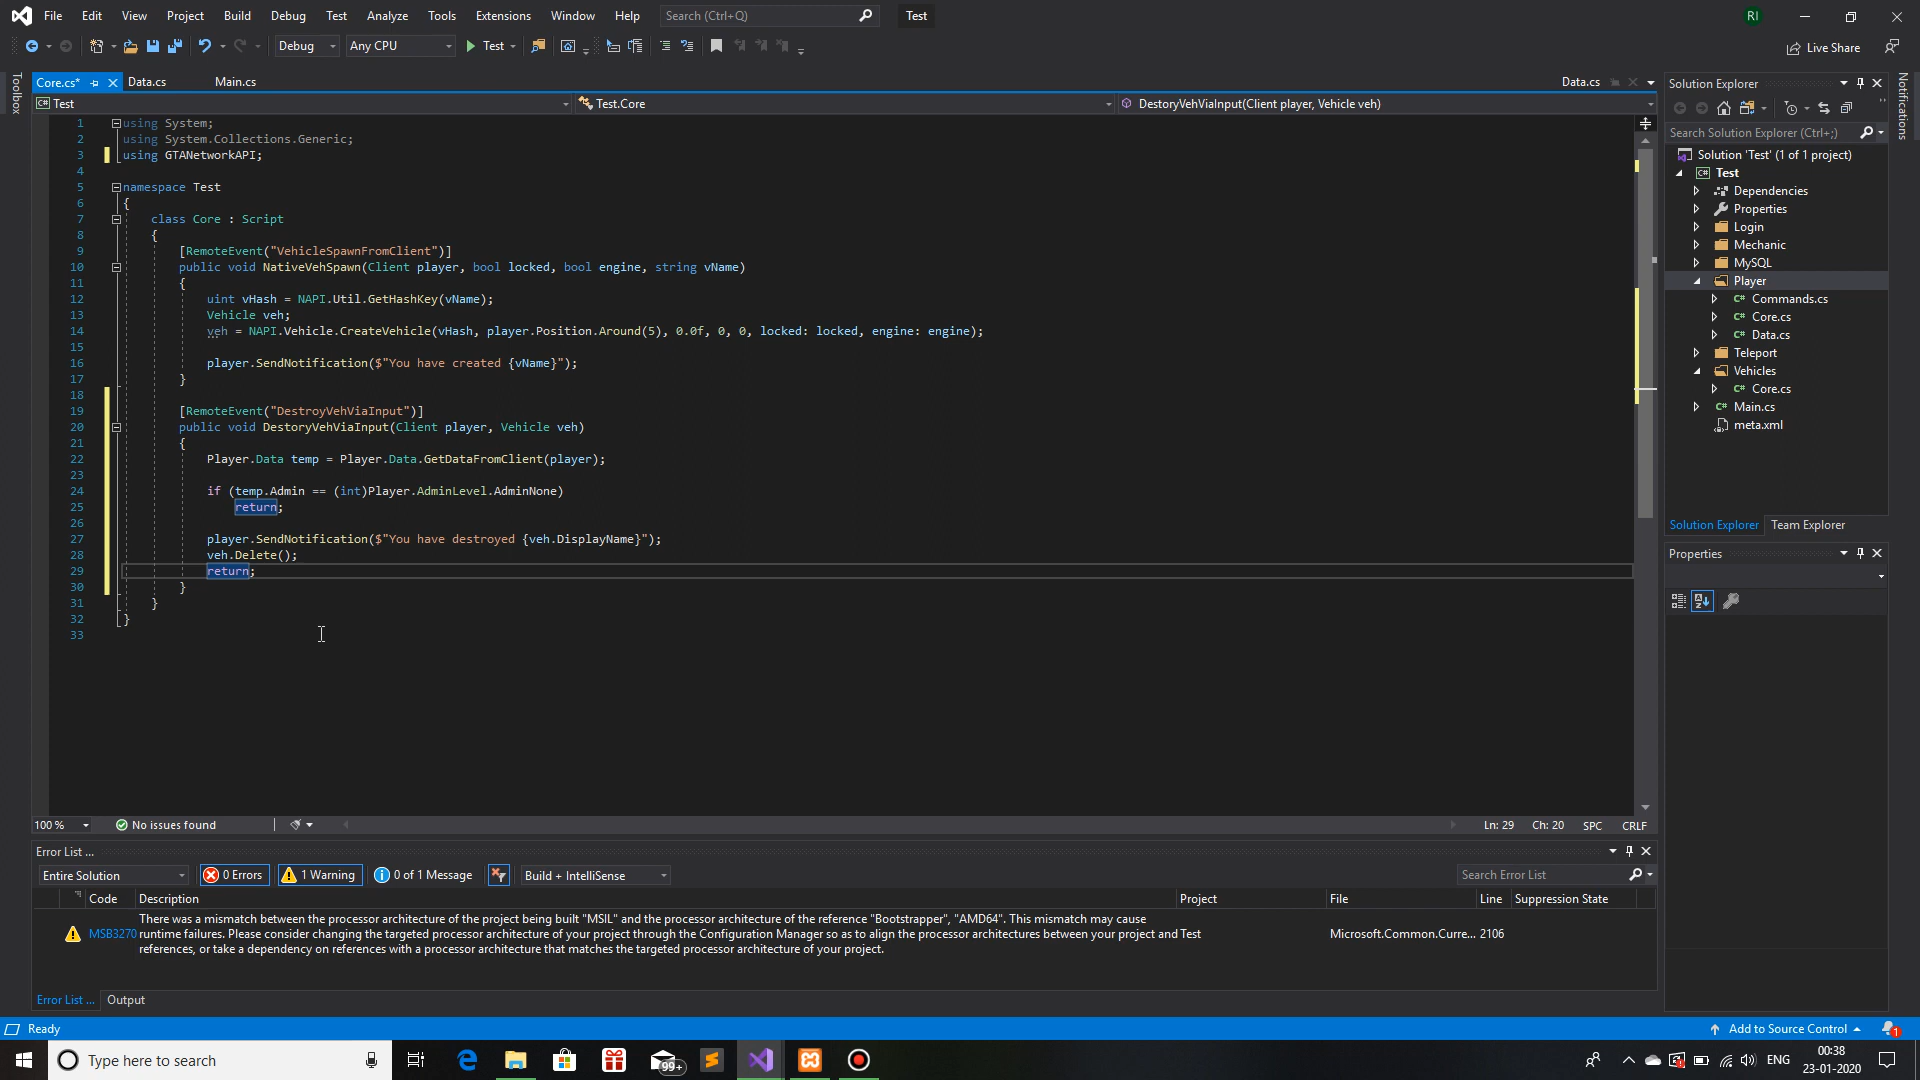 File Edit View Project Build Debug Test Analyze Tools Extensions Window Help Search (Ctrl+Q) Test RI
Debug Any CPU Test Live Share
Toolbox
Core.cs* Data.cs Main.cs Data.cs
Test Test.Core DestoryVehViaInput(Client player, Vehicle veh)
1 using System;
2 using System.Collections.Generic;
3 using GTANetworkAPI;
4
5 namespace Test
6 {
7 class Core : Script
8 {
9 [RemoteEvent("VehicleSpawnFromClient")]
10 public void NativeVehSpawn(Client player, bool locked, bool engine, string vName)
11 {
12 uint vHash = NAPI.Util.GetHashKey(vName);
13 Vehicle veh;
14 veh = NAPI.Vehicle.CreateVehicle(vHash, player.Position.Around(5), 0.0f, 0, 0, locked: locked, engine: engine);
15
16 player.SendNotification($"You have created {vName}");
17 }
18
19 [RemoteEvent("DestroyVehViaInput")]
20 public void DestoryVehViaInput(Client player, Vehicle veh)
21 {
22 Player.Data temp = Player.Data.GetDataFromClient(player);
23
24 if (temp.Admin == (int)Player.AdminLevel.AdminNone)
25 return;
26
27 player.SendNotification($"You have destroyed {veh.DisplayName}");
28 veh.Delete();
29 return;
30 }
31 }
32 }
33
100 % No issues found Ln: 29 Ch: 20 SPC CRLF
Error List ...
Entire Solution 0 Errors 1 Warning 0 of 1 Message Build + IntelliSense Search Error List
Code Description Project File Line Suppression State
There was a mismatch between the processor architecture of the project being built "MSIL" and the processor architecture of the reference "Bootstrapper", "AMD64". This mismatch may cause
MSB3270 runtime failures. Please consider changing the targeted processor architecture of your project through the Configuration Manager so as to align the processor architectures between your project and Test Microsoft.Common.Curre... 2106
references, or take a dependency on references with a processor architecture that matches the targeted processor architecture of your project.
Error List ... Output
Solution Explorer
Search Solution Explorer (Ctrl+;)
Solution 'Test' (1 of 1 project)
Test
Dependencies
Properties
Login
Mechanic
MySQL
Player
Commands.cs
Core.cs
Data.cs
Teleport
Vehicles
Core.cs
Main.cs
meta.xml
Solution Explorer Team Explorer
Properties
Notifications
Ready Add to Source Control 1
Type here to search 99+ ENG 00:38
23-01-2020